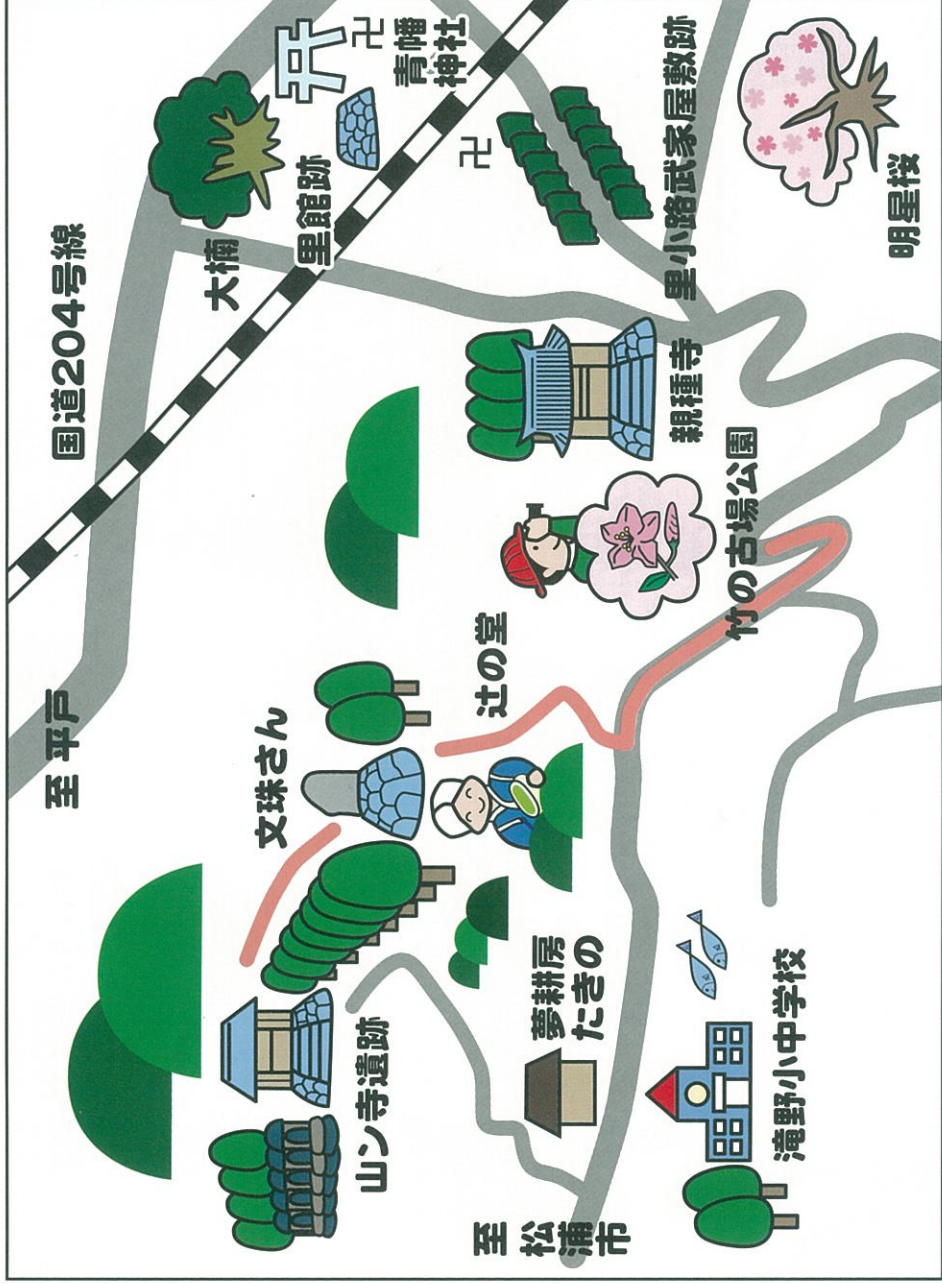 国道204号線
至 平戸
青幡
神社
里館跡
大楠
里小路武家屋敷跡
明星桜
親種寺
竹の古場公園
辻の堂
文珠さん
山ン寺遺跡
夢耕房
たきの
滝野小中学校
至 松浦市